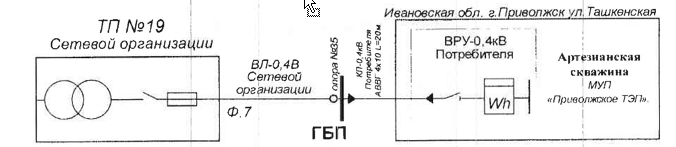 ТП №19
Сетевой организации
ВЛ-0,4В
Сетевой
организации
Ф.7
опора №35
ГБП
КЛ-0,4кВ
Потребителя
АВВГ 4х10 L=20м
Ивановская обл. г.Приволжск ул.Ташкенская
ВРУ-0,4кВ
Потребителя
Wh
Артезианская
скважина
МУП
«Приволжское ТЭП».